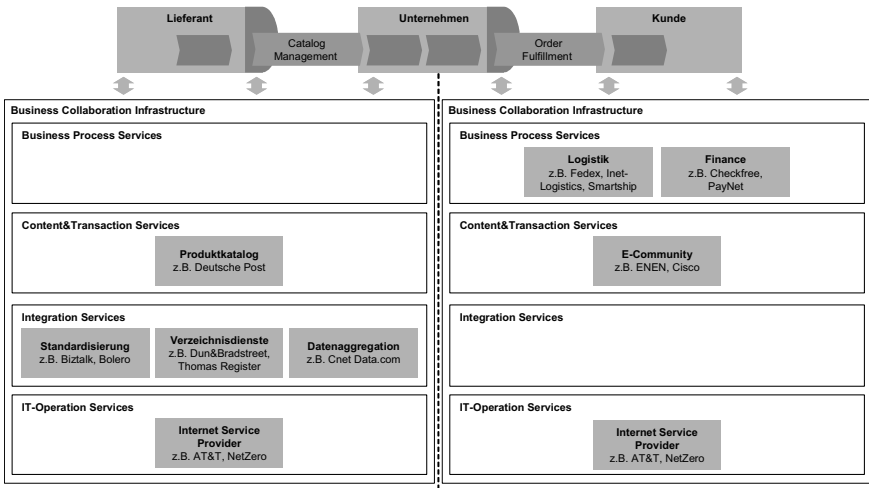 Lieferant
Unternehmen
Kunde
Catalog
Management
Order
Fulfillment
Business Collaboration Infrastructure
Business Process Services
Content&Transaction Services
Produktkatalog
z.B. Deutsche Post
Integration Services
Standardisierung
z.B. Biztalk, Bolero
Verzeichnisdienste
z.B. Dun&Bradstreet,
Thomas Register
Datenaggregation
z.B. Cnet Data.com
IT-Operation Services
Internet Service
Provider
z.B. AT&T, NetZero
Business Collaboration Infrastructure
Business Process Services
Logistik
z.B. Fedex, Inet-
Logistics, Smartship
Finance
z.B. Checkfree,
PayNet
Content&Transaction Services
E-Community
z.B. ENEN, Cisco
Integration Services
IT-Operation Services
Internet Service
Provider
z.B. AT&T, NetZero